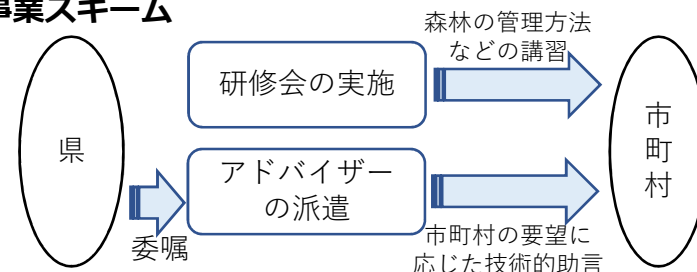 事業スキーム
森林の管理方法
などの講習
研修会の実施
県
市
町
村
アドバイザー
の派遣
委嘱
市町村の要望に
応じた技術的助言